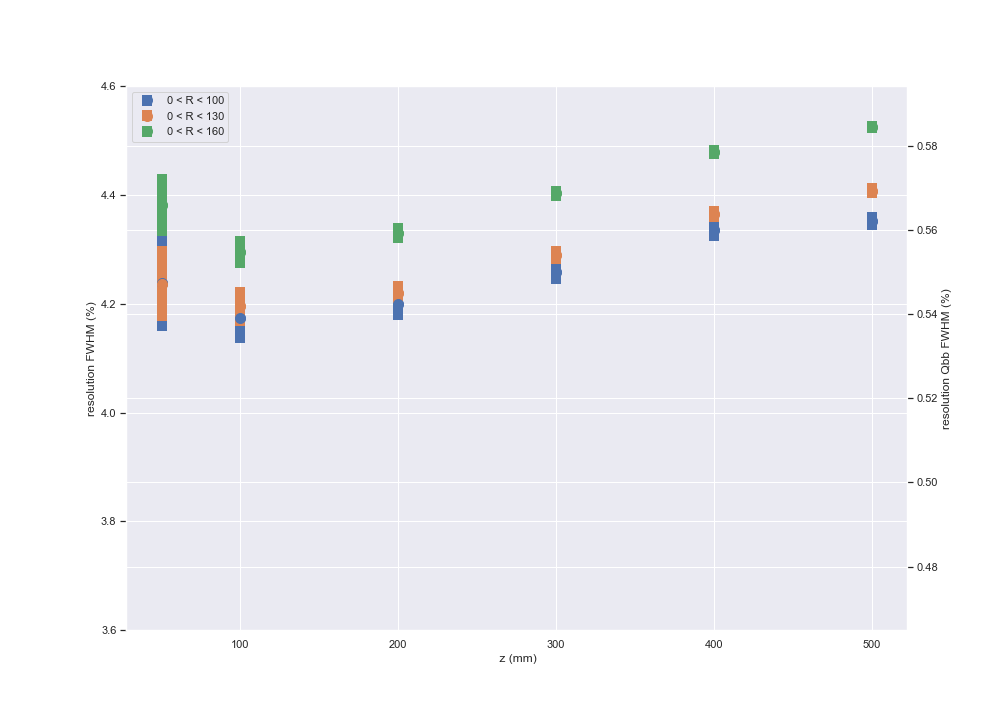 0 < R < 100
0 < R < 130
0 < R < 160
4.6
4.4
4.2
4.0
3.8
3.6
resolution FWHM (%)
0.58
0.56
0.54
0.52
0.50
0.48
resolution Qbb FWHM (%)
100
200
300
400
500
z (mm)